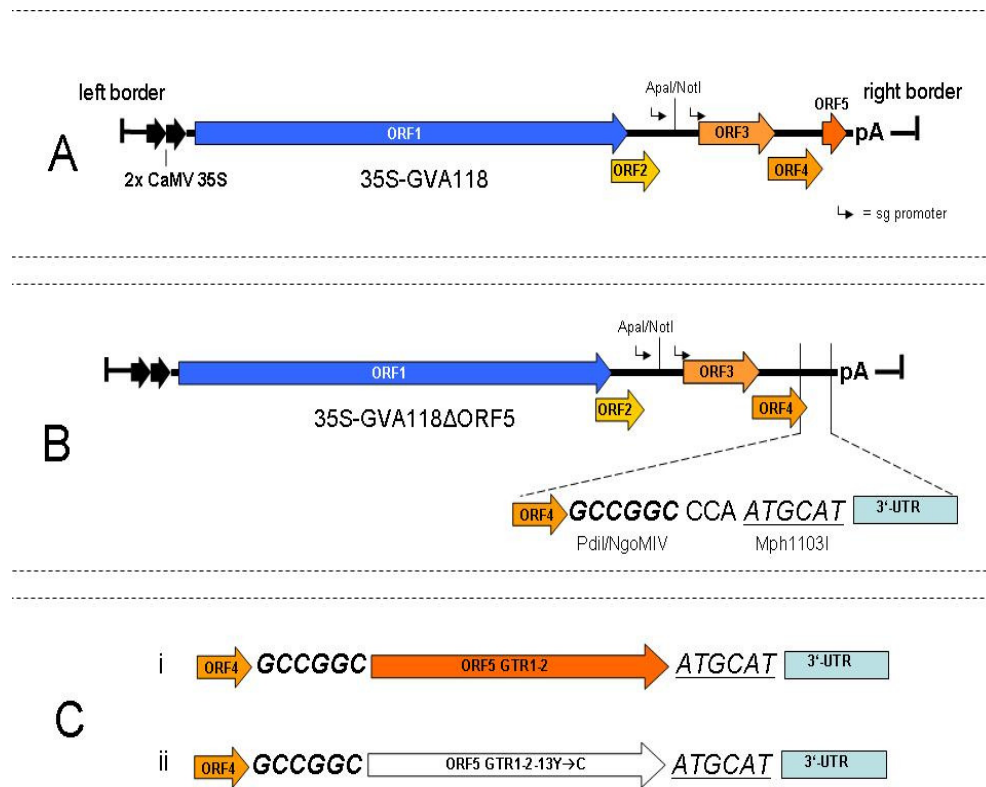 left border
ApaI/NotI
ORF5
right border
ORF1
ORF3
pA
A
2x CaMV 35S
35S-GVA118
ORF2
ORF4
= sg promoter
ApaI/NotI
ORF1
ORF3
pA
35S-GVA118ΔORF5
ORF2
ORF4
B
ORF4 GCCGGC CCA ATGCAT 3'-UTR
PdiI/NgoMIV Mph1103I
i ORF4 GCCGGC ORF5 GTR1-2 ATGCAT 3'-UTR
C
ii ORF4 GCCGGC ORF5 GTR1-2-13Y→C ATGCAT 3'-UTR